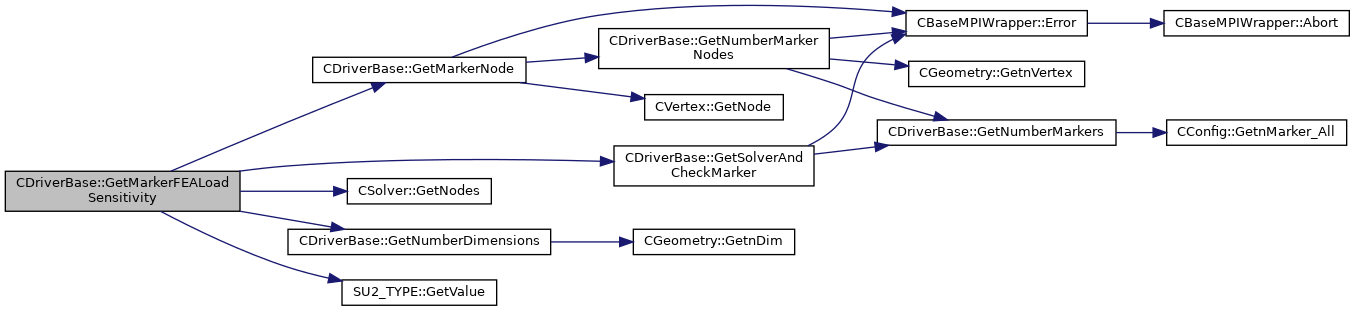 CDriverBase::GetMarkerFEALoad
Sensitivity
CDriverBase::GetMarkerNode
CDriverBase::GetNumberMarker
Nodes
CBaseMPIWrapper::Error
CBaseMPIWrapper::Abort
CGeometry::GetnVertex
CVertex::GetNode
CDriverBase::GetNumberMarkers
CConfig::GetnMarker_All
CDriverBase::GetSolverAnd
CheckMarker
CSolver::GetNodes
CDriverBase::GetNumberDimensions
CGeometry::GetnDim
SU2_TYPE::GetValue